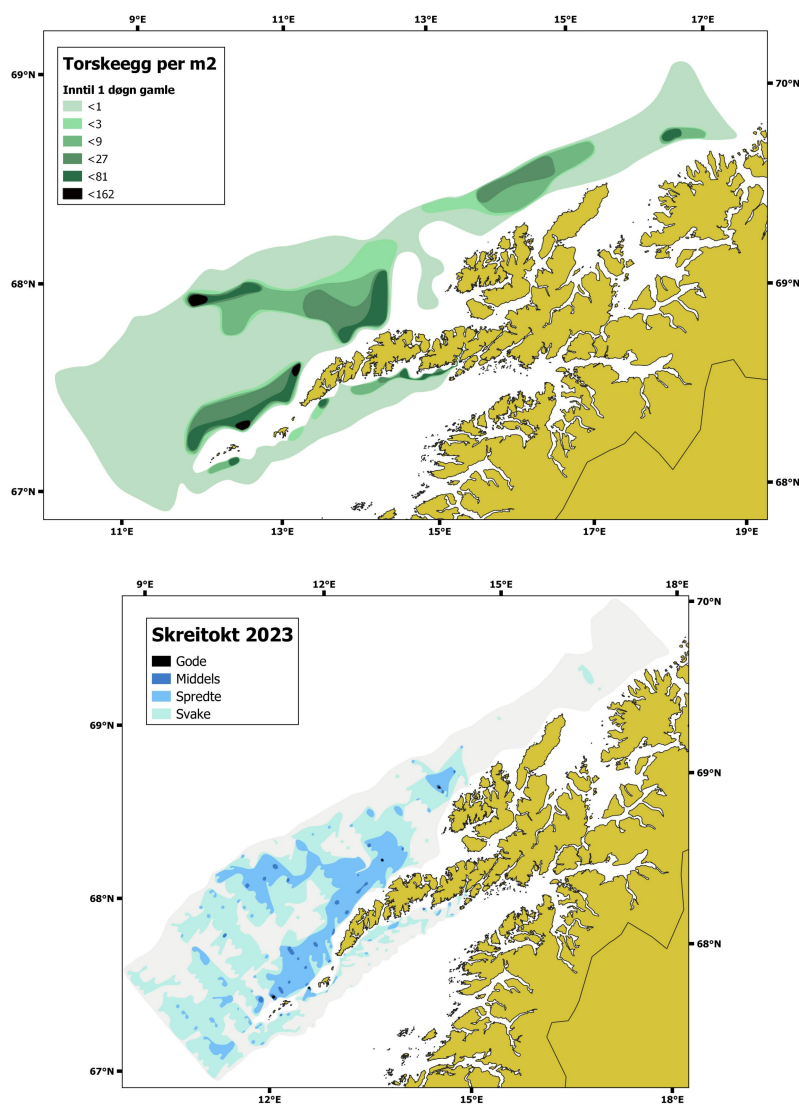 9°E 11°E 13°E 15°E 17°E
Torskeegg per m2
69°N
70°N
Inntil 1 døgn gamle
<1
<3
<9
<27
<81
<162
68°N
69°N
67°N
68°N
11°E 13°E 15°E 17°E 19°E
9°E 12°E 15°E 18°E
70°N
Skreitokt 2023
Gode
Middels
Spredte
Svake
69°N
69°N
68°N
68°N
67°N
12°E 15°E 18°E